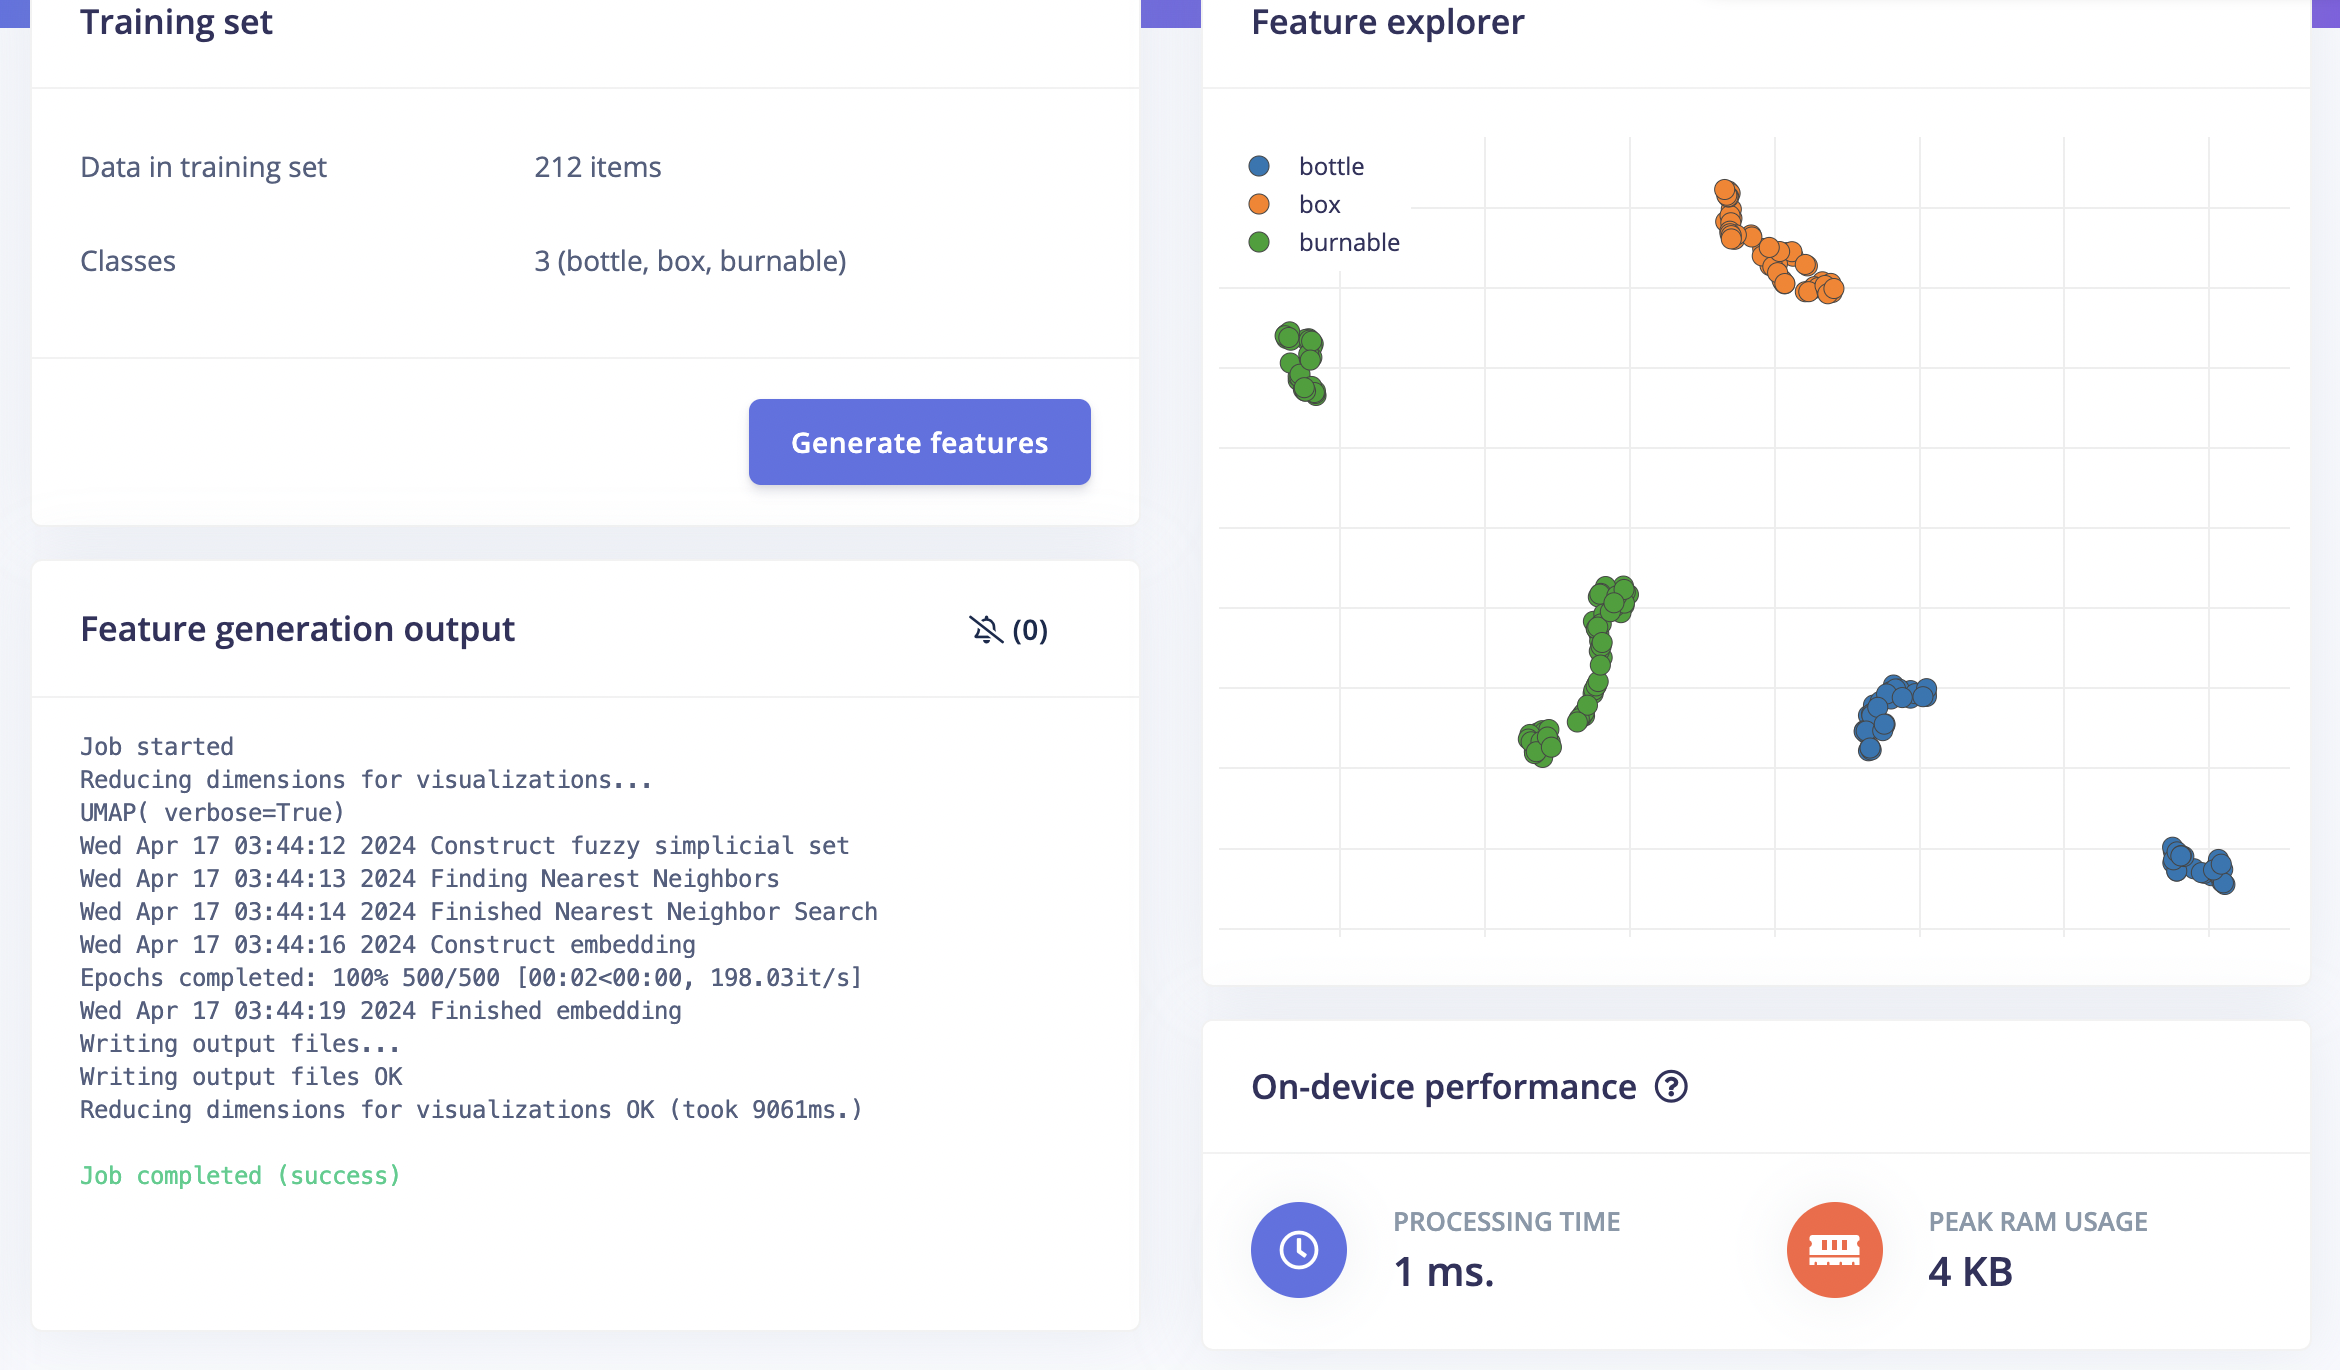 Training set
Data in training set 212 items
Classes 3 (bottle, box, burnable)
Generate features
Feature generation output (0)
Job started
Reducing dimensions for visualizations...
UMAP( verbose=True)
Wed Apr 17 03:44:12 2024 Construct fuzzy simplicial set
Wed Apr 17 03:44:13 2024 Finding Nearest Neighbors
Wed Apr 17 03:44:14 2024 Finished Nearest Neighbor Search
Wed Apr 17 03:44:16 2024 Construct embedding
Epochs completed: 100% 500/500 [00:02<00:00, 198.03it/s]
Wed Apr 17 03:44:19 2024 Finished embedding
Writing output files...
Writing output files OK
Reducing dimensions for visualizations OK (took 9061ms.)
Job completed (success)
Feature explorer
bottle
box
burnable
On-device performance ?
PROCESSING TIME
1 ms.
PEAK RAM USAGE
4 KB